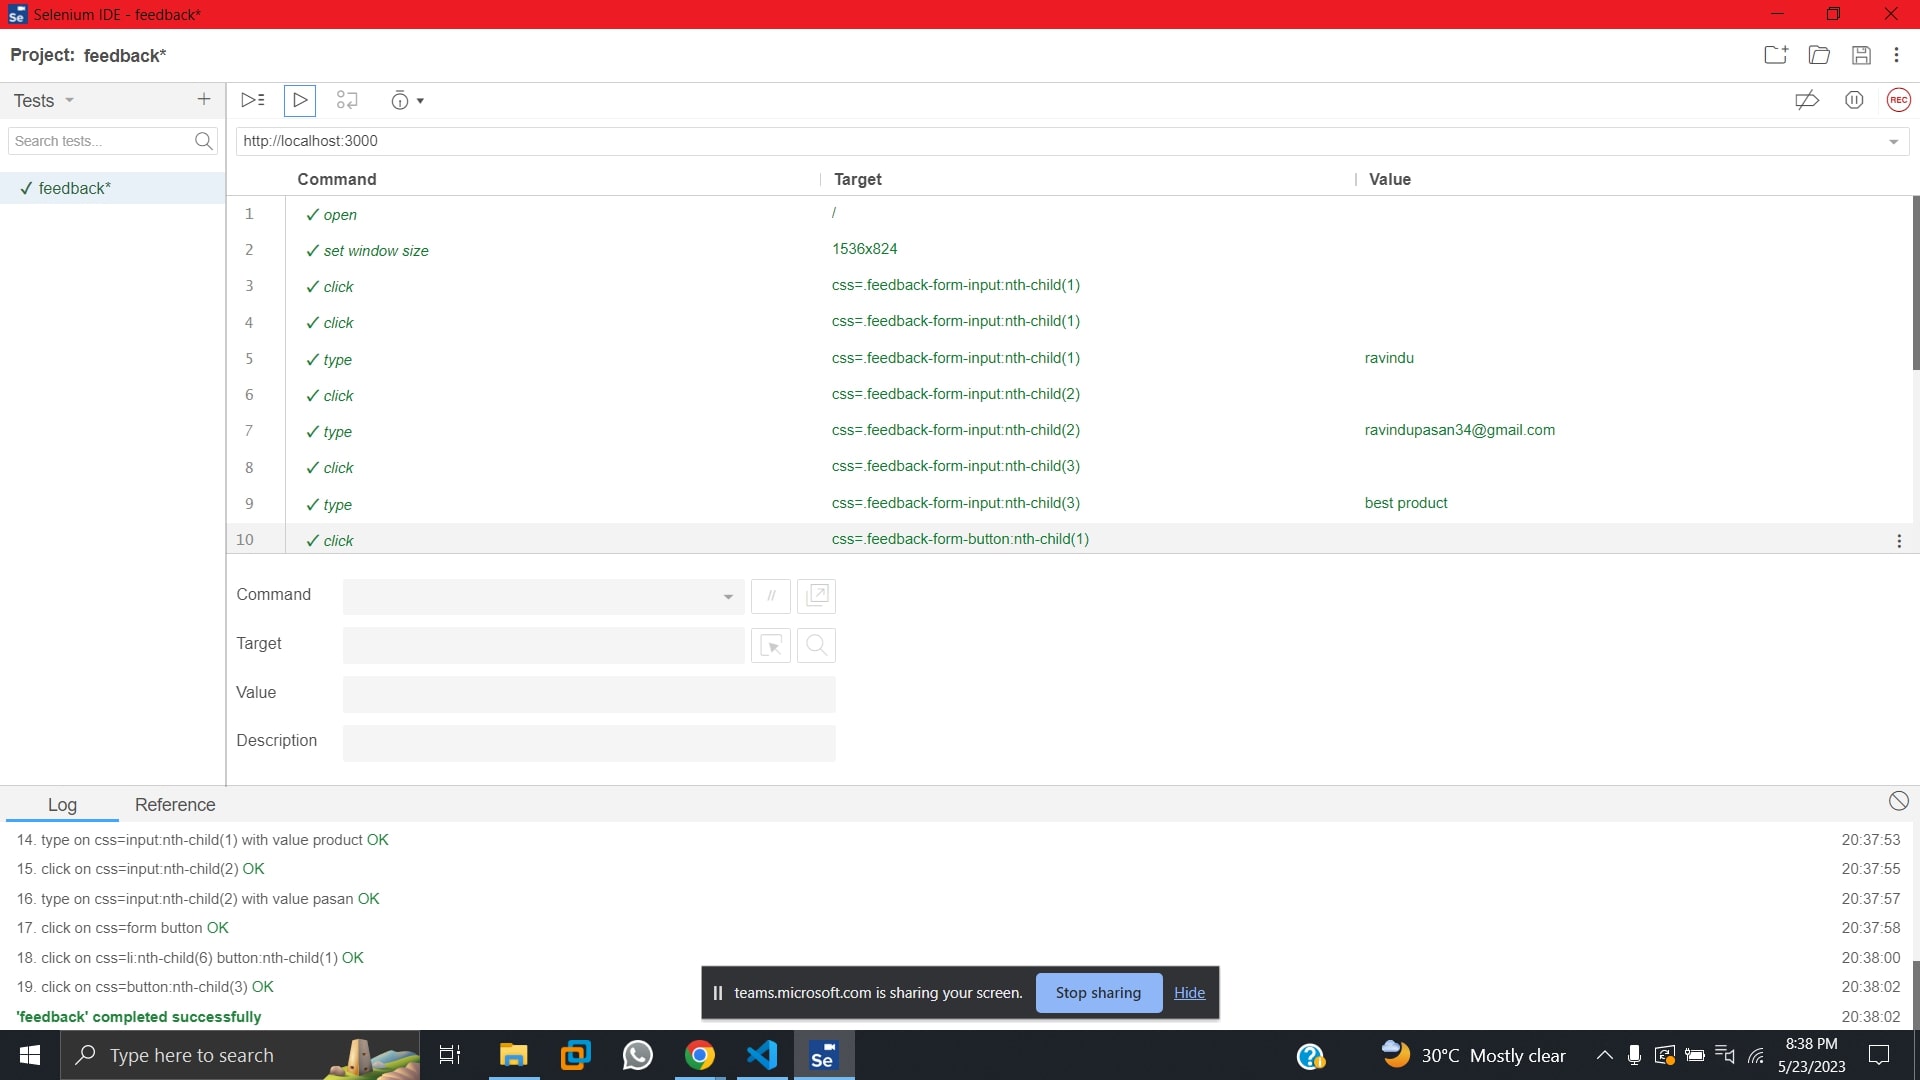 Selenium IDE - feedback*
Project: feedback*
Tests
Search tests...
✓ feedback*
http://localhost:3000
REC
Command Target Value
1 ✓ open /
2 ✓ set window size 1536x824
3 ✓ click css=.feedback-form-input:nth-child(1)
4 ✓ click css=.feedback-form-input:nth-child(1)
5 ✓ type css=.feedback-form-input:nth-child(1) ravindu
6 ✓ click css=.feedback-form-input:nth-child(2)
7 ✓ type css=.feedback-form-input:nth-child(2) ravindupasan34@gmail.com
8 ✓ click css=.feedback-form-input:nth-child(3)
9 ✓ type css=.feedback-form-input:nth-child(3) best product
10 ✓ click css=.feedback-form-button:nth-child(1)
Command //
Target
Value
Description
Log Reference
14. type on css=input:nth-child(1) with value product OK 20:37:53
15. click on css=input:nth-child(2) OK 20:37:55
16. type on css=input:nth-child(2) with value pasan OK 20:37:57
17. click on css=form button OK 20:37:58
18. click on css=li:nth-child(6) button:nth-child(1) OK 20:38:00
19. click on css=button:nth-child(3) OK 20:38:02
'feedback' completed successfully 20:38:02
teams.microsoft.com is sharing your screen. Stop sharing Hide
Type here to search
Se
30°C Mostly clear
8:38 PM
5/23/2023